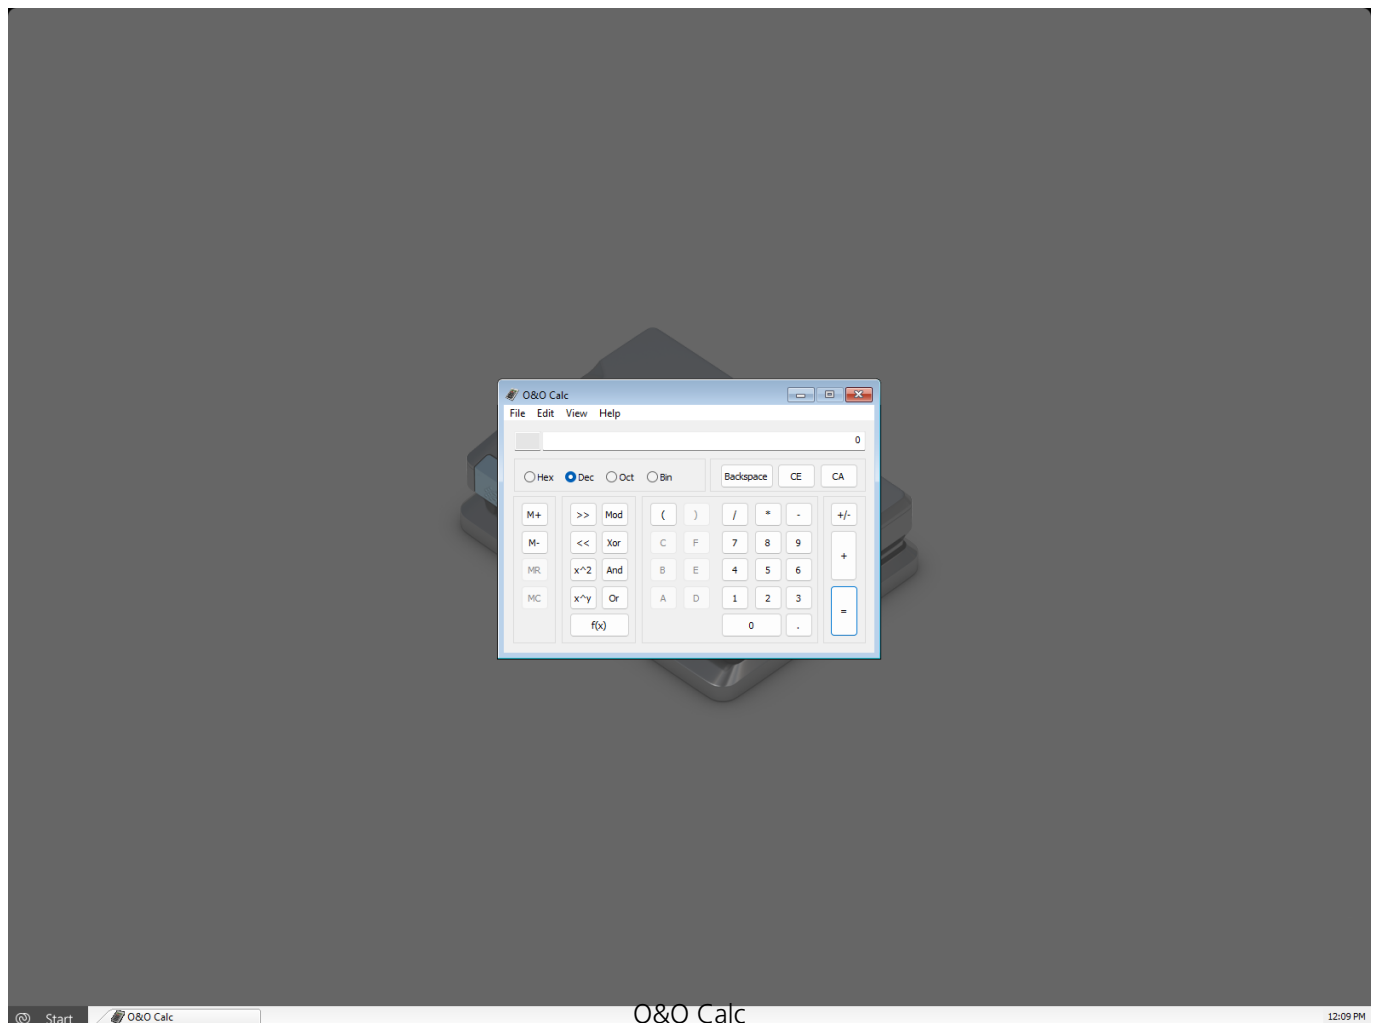 O&O Calc
File Edit View Help
0
Hex Dec Oct Bin Backspace CE CA
M+ >> Mod ( ) / * - +/-
M- << Xor C F 7 8 9 +
MR x^2 And B E 4 5 6
MC x^y Or A D 1 2 3 =
f(x) 0 .
Start O&O Calc O&O Calc 12:09 PM